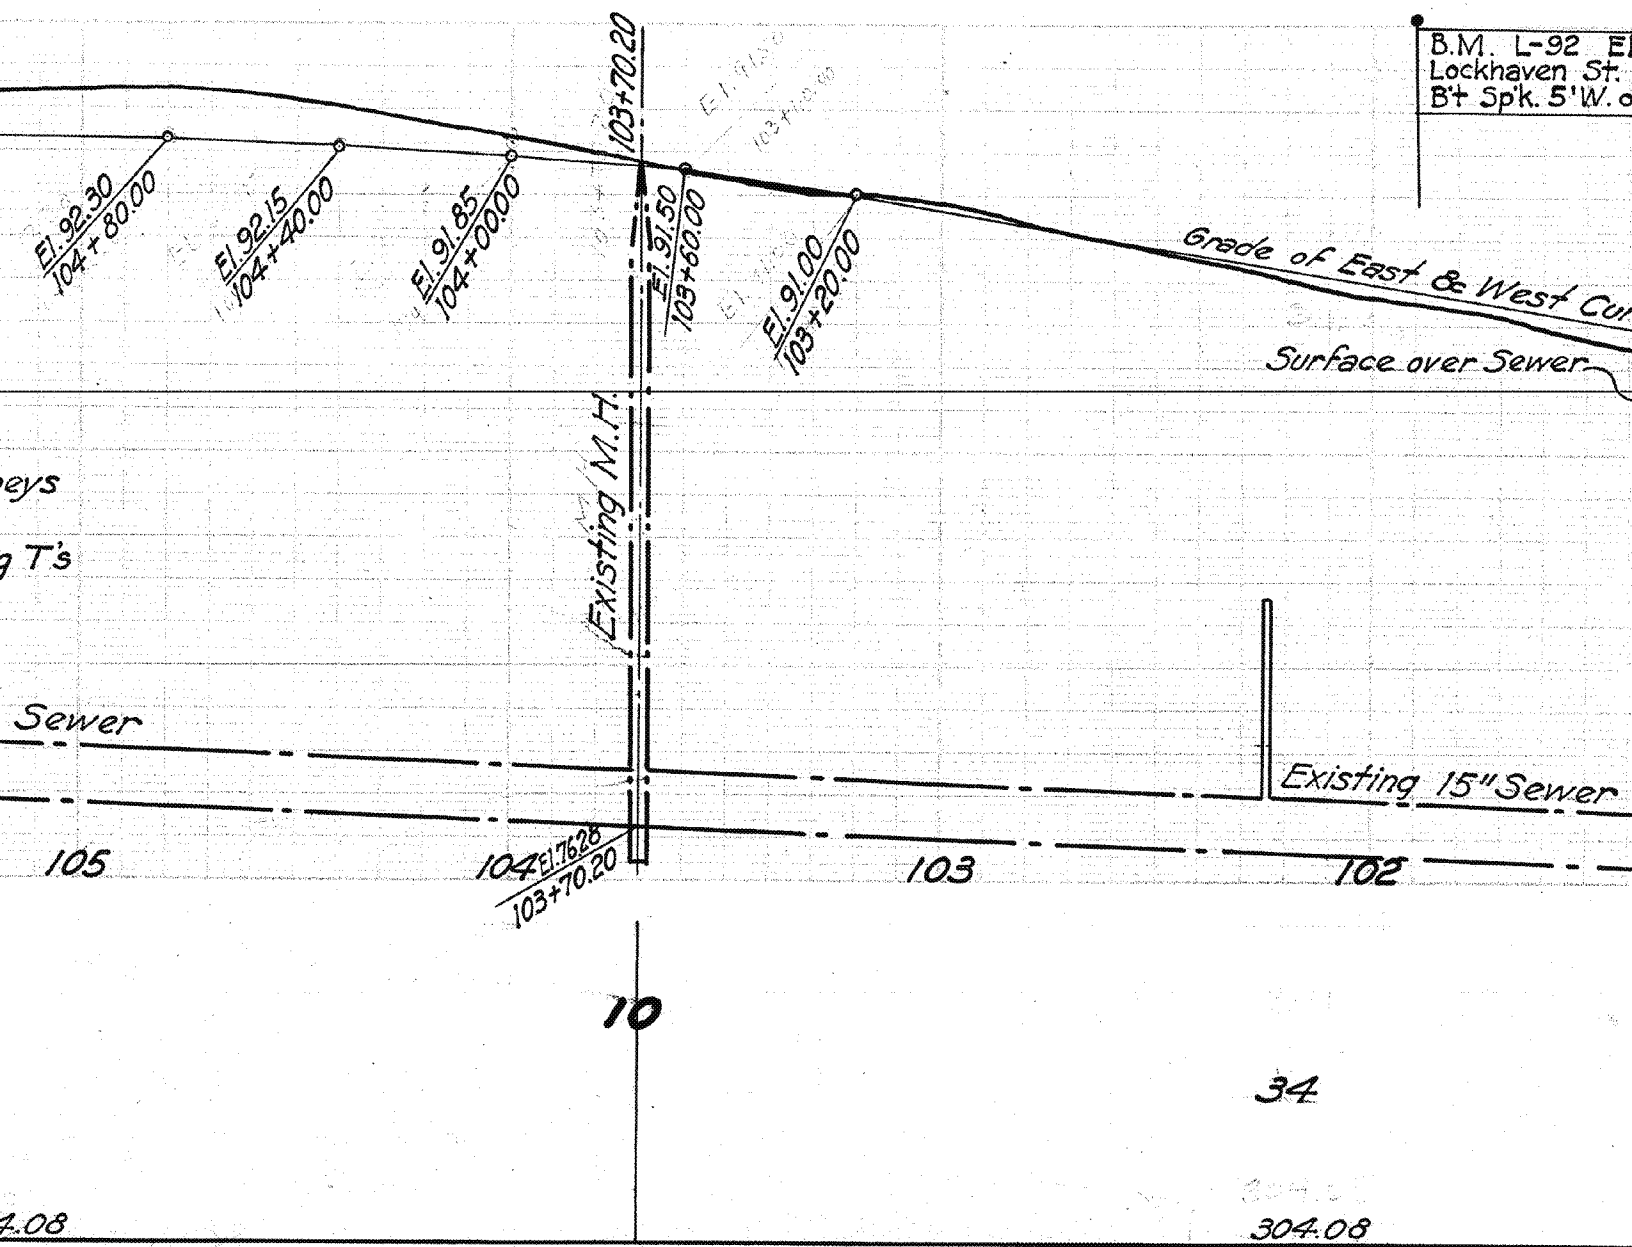 103+70.20
B.M. L-92 El
Lockhaven St.
B't Sp'k. 5'W. o
El. 92.30
104+80.00
El. 92.15
104+40.00
El. 91.85
104+00.00
El. 91.50
103+60.00
El. 91.00
103+20.00
Grade of East & West Cur
Surface over Sewer
Existing M.H.
eys
g T's
Sewer
Existing 15" Sewer
105
104
103
102
El. 76.28
103+70.20
10
34
4.08
304.08